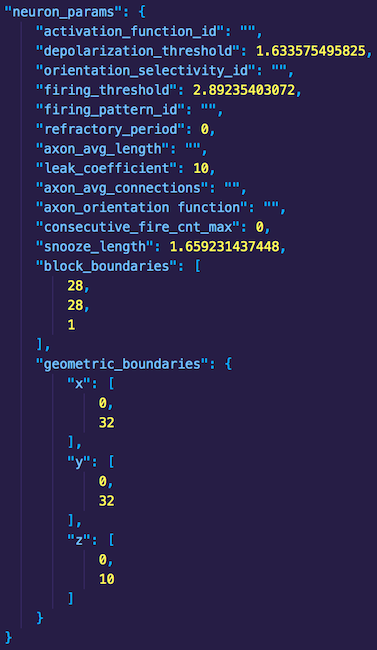 "neuron_params": {
"activation_function_id": "",
"depolarization_threshold": 1.633575495825,
"orientation_selectivity_id": "",
"firing_threshold": 2.89235403072,
"firing_pattern_id": "",
"refractory_period": 0,
"axon_avg_length": "",
"leak_coefficient": 10,
"axon_avg_connections": "",
"axon_orientation function": "",
"consecutive_fire_cnt_max": 0,
"snooze_length": 1.659231437448,
"block_boundaries": [
28,
28,
1
],
"geometric_boundaries": {
"x": [
0,
32
],
"y": [
0,
32
],
"z": [
0,
10
]
}
}